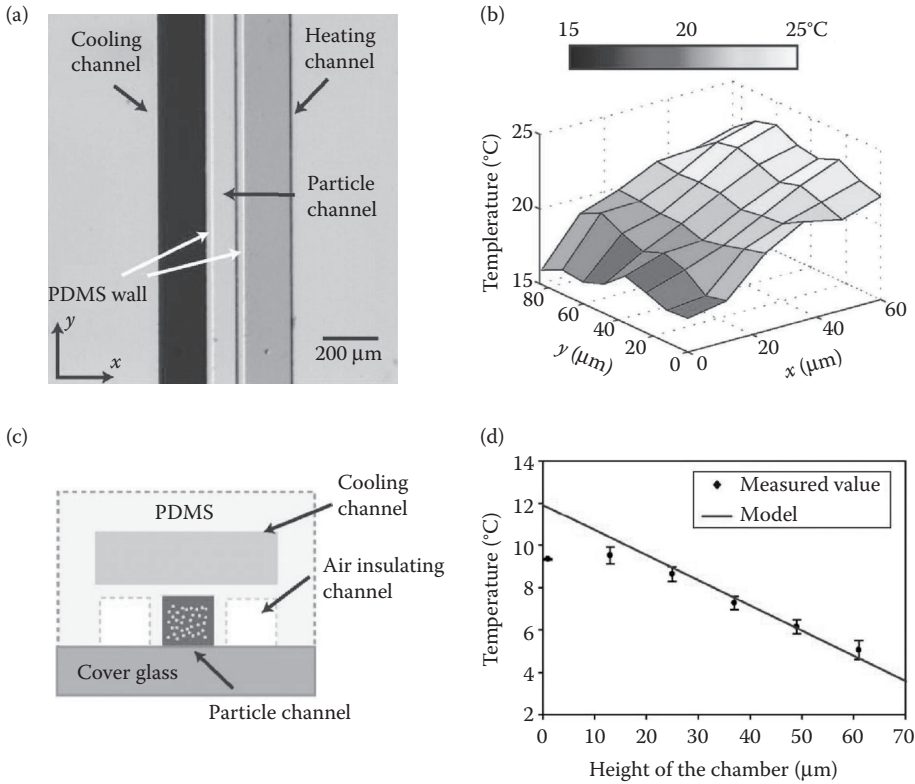 (a)
Cooling
channel
Heating
channel
Particle
channel
PDMS wall
y
x
200 µm
(b)
15 20 25°C
Templerature (°C)
25
20
15
80
60
40
20
0
y (µm)
0
20
40
60
x (µm)
(c)
PDMS
Cooling
channel
Air insulating
channel
Cover glass
Particle channel
(d)
Measured value
Model
Temperature (°C)
14
12
10
8
6
4
2
0 10 20 30 40 50 60 70
Height of the chamber (µm)